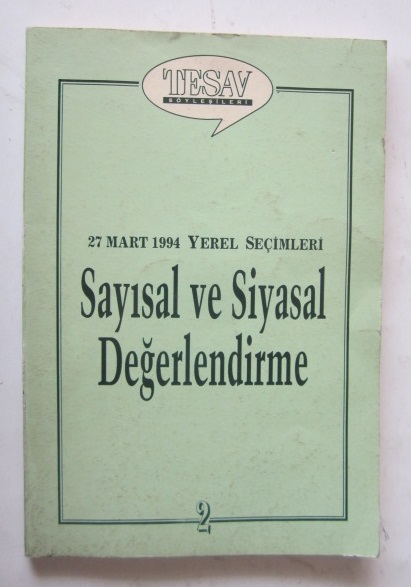 TESAV
SÖYLEŞİLERİ
27 MART 1994 YEREL SEÇİMLERİ
Sayısal ve Siyasal
Değerlendirme
2